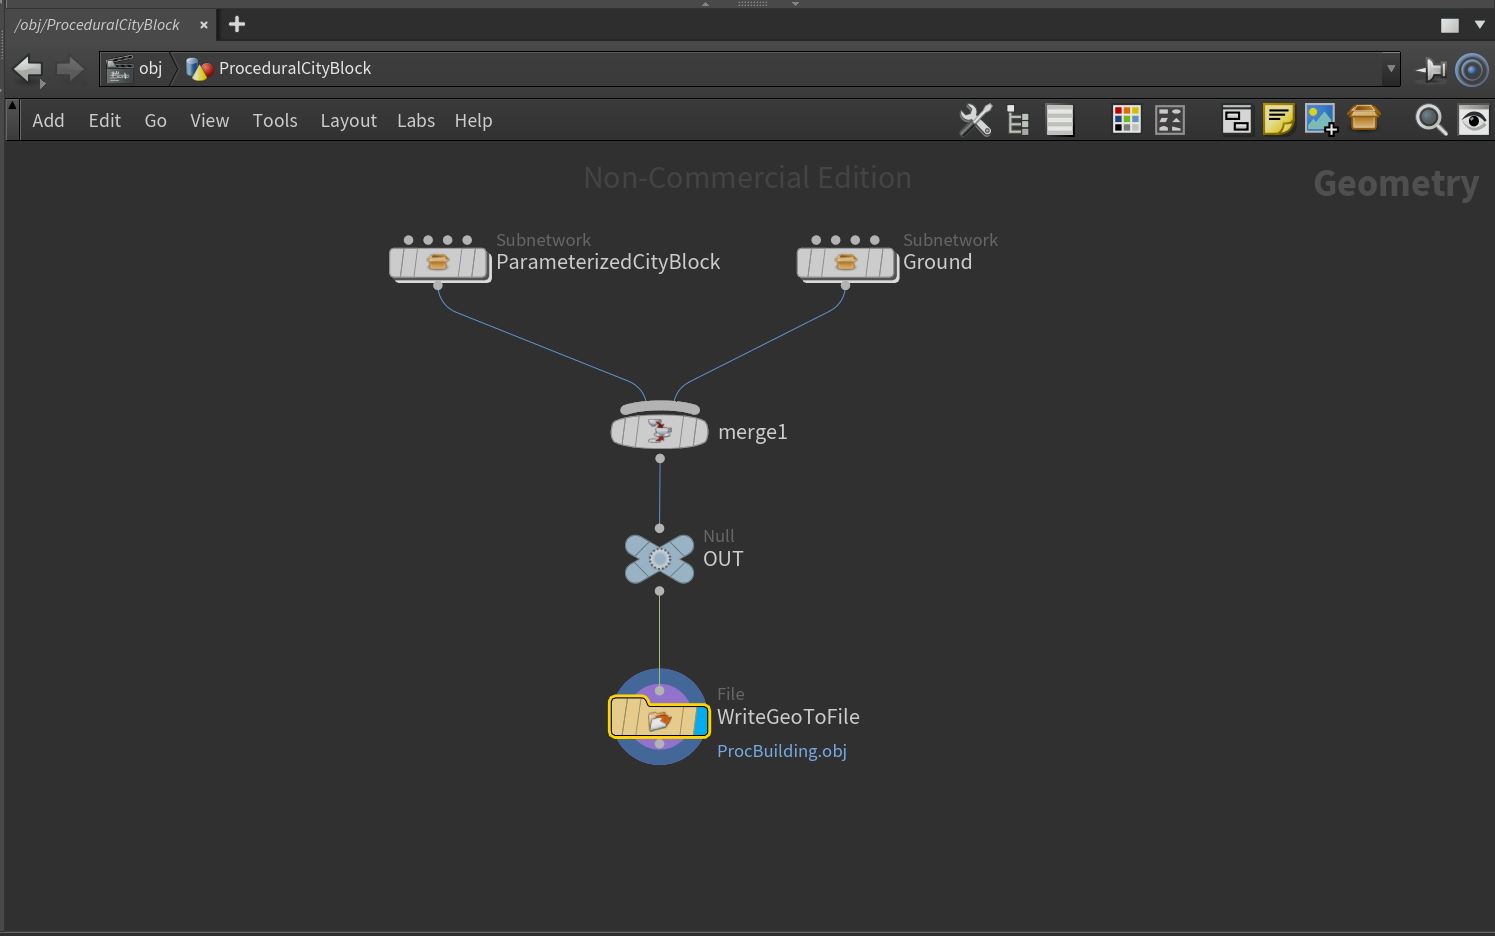 /obj/ProceduralCityBlock × +
obj ProceduralCityBlock
Add Edit Go View Tools Layout Labs Help
Non-Commercial Edition
Geometry
Subnetwork
ParameterizedCityBlock
Subnetwork
Ground
merge1
Null
OUT
File
WriteGeoToFile
ProcBuilding.obj